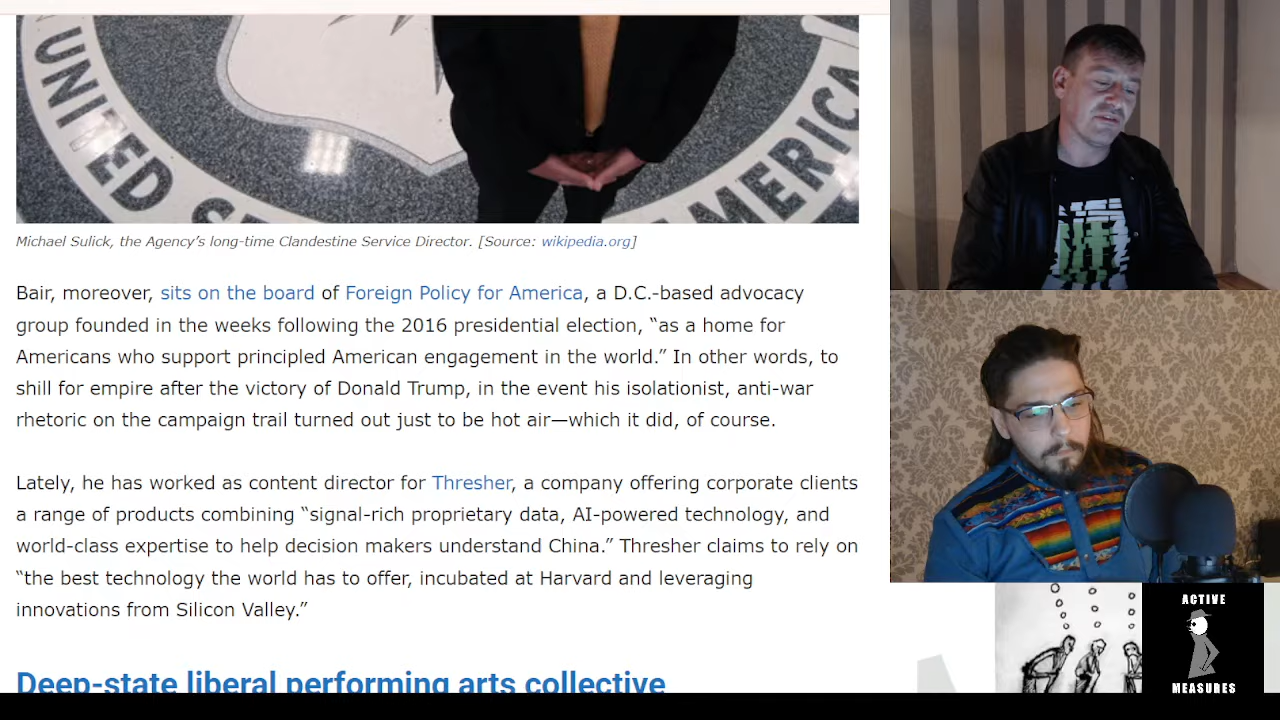 UNITED S
AMERICA
Michael Sulick, the Agency’s long-time Clandestine Service Director. [Source: wikipedia.org]
Bair, moreover, sits on the board of Foreign Policy for America, a D.C.-based advocacy
group founded in the weeks following the 2016 presidential election, “as a home for
Americans who support principled American engagement in the world.” In other words, to
shill for empire after the victory of Donald Trump, in the event his isolationist, anti-war
rhetoric on the campaign trail turned out just to be hot air—which it did, of course.
Lately, he has worked as content director for Thresher, a company offering corporate clients
a range of products combining “signal-rich proprietary data, AI-powered technology, and
world-class expertise to help decision makers understand China.” Thresher claims to rely on
“the best technology the world has to offer, incubated at Harvard and leveraging
innovations from Silicon Valley.”
Deep-state liberal performing arts collective
ACTIVE
MEASURES